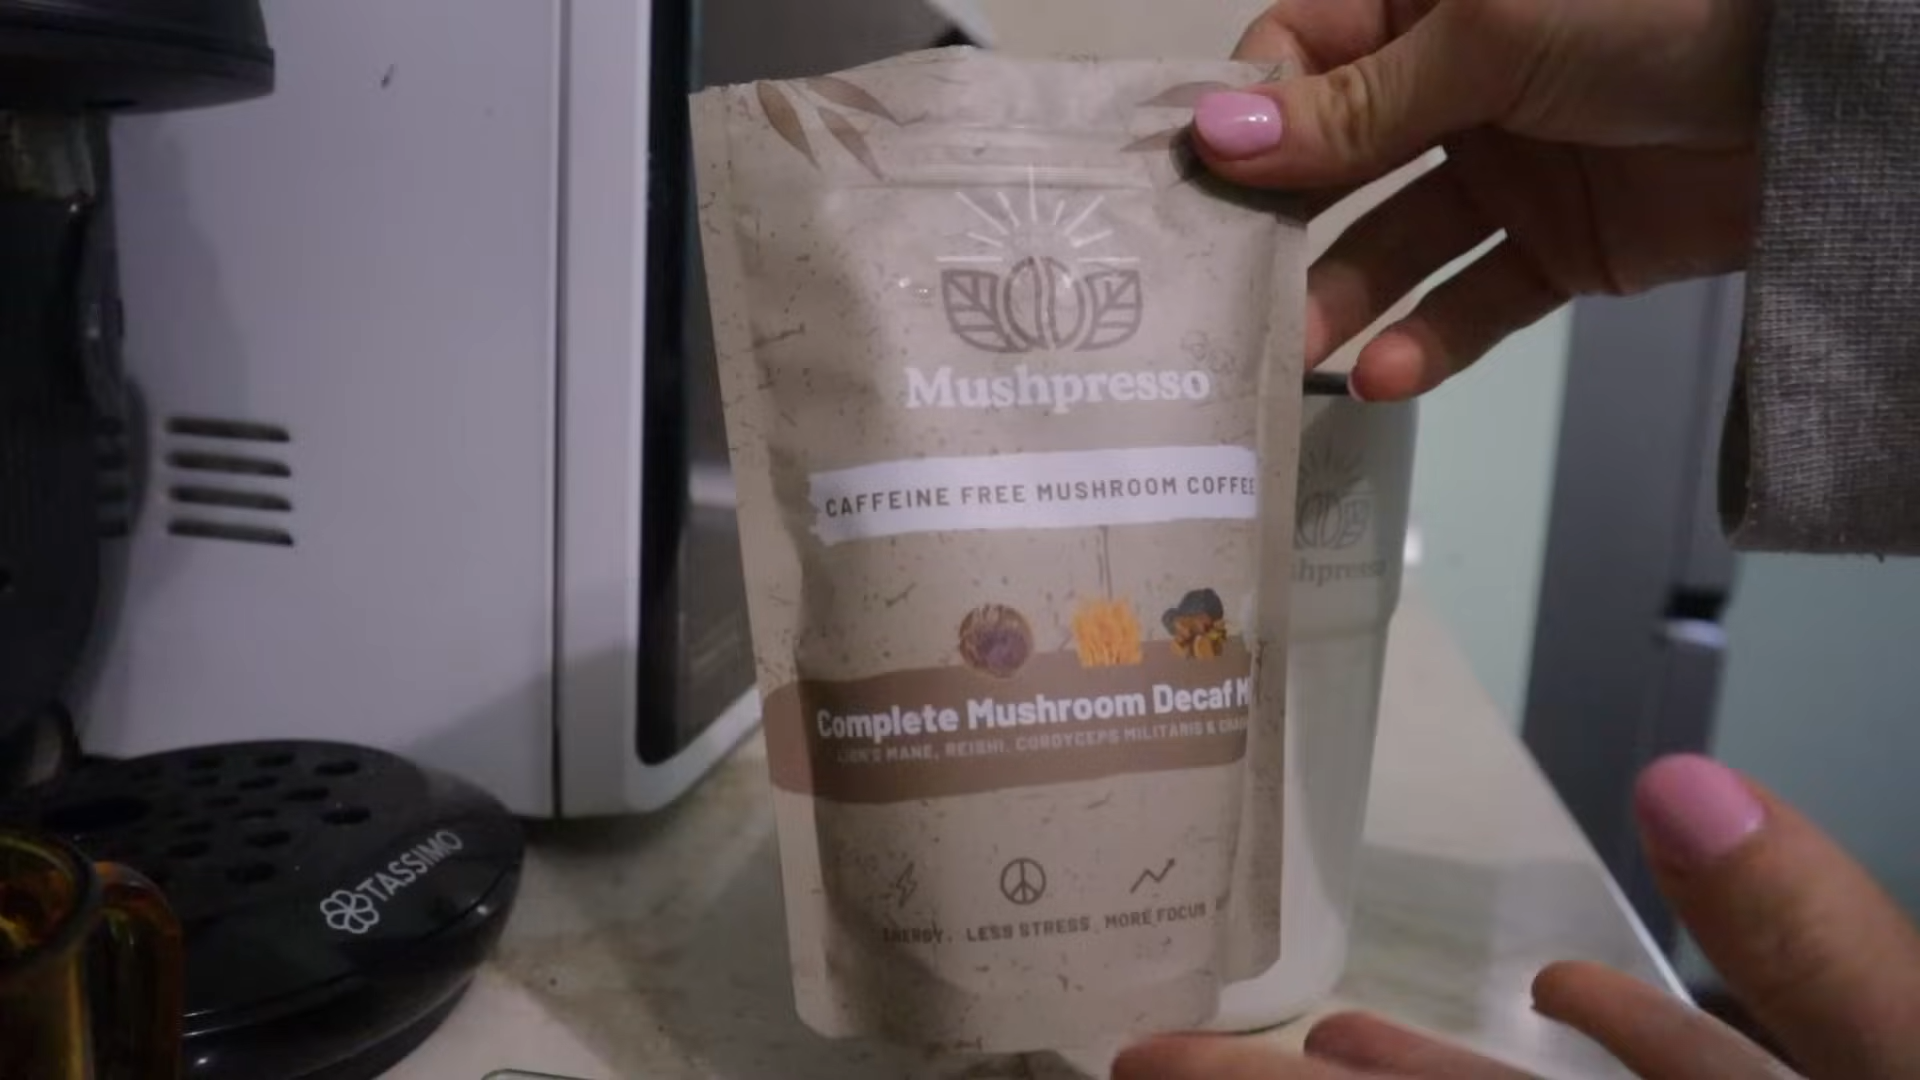 Mushpresso
CAFFEINE FREE MUSHROOM COFFEE
Complete Mushroom Decaf
LION'S MANE, REISHI, CORDYCEPS MILITARIS &
ENERGY. LESS STRESS. MORE FOCUS
TASSIMO